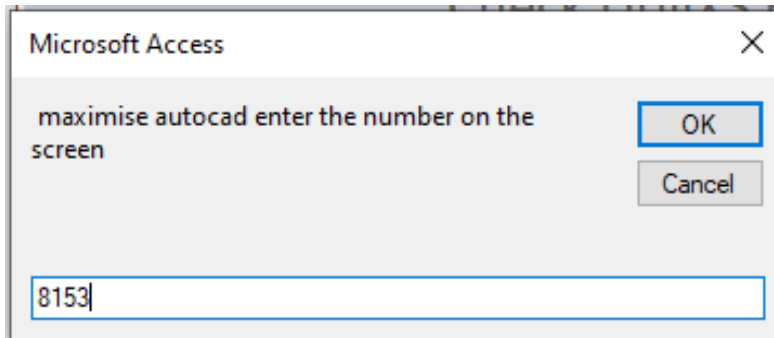 Microsoft Access
maximise autocad enter the number on the
screen
OK
Cancel
8153